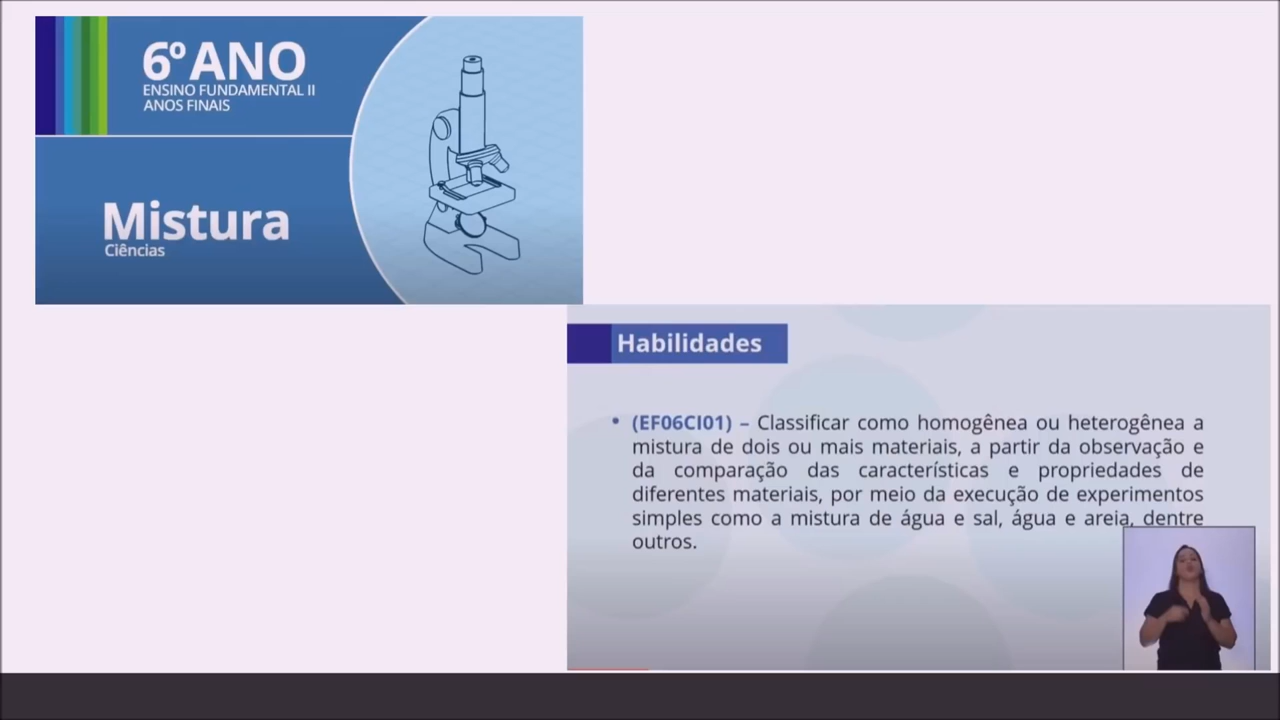 6º ANO
ENSINO FUNDAMENTAL II
ANOS FINAIS
Mistura
Ciências
Habilidades
• (EF06CI01) – Classificar como homogênea ou heterogênea a
mistura de dois ou mais materiais, a partir da observação e
da comparação das características e propriedades de
diferentes materiais, por meio da execução de experimentos
simples como a mistura de água e sal, água e areia, dentre
outros.